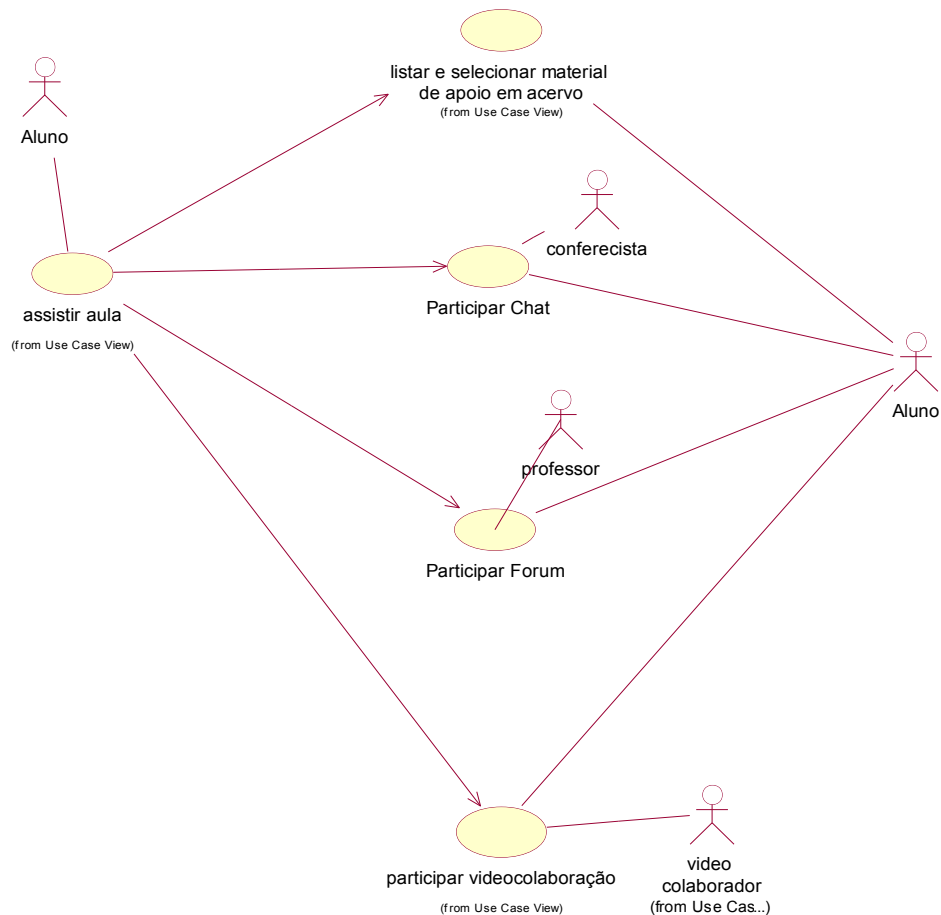 listar e selecionar material
de apoio em acervo
(from Use Case View)
Aluno
conferecista
assistir aula
(from Use Case View)
Participar Chat
Aluno
professor
Participar Forum
participar videocolaboração
(from Use Case View)
video
colaborador
(from Use Cas...)